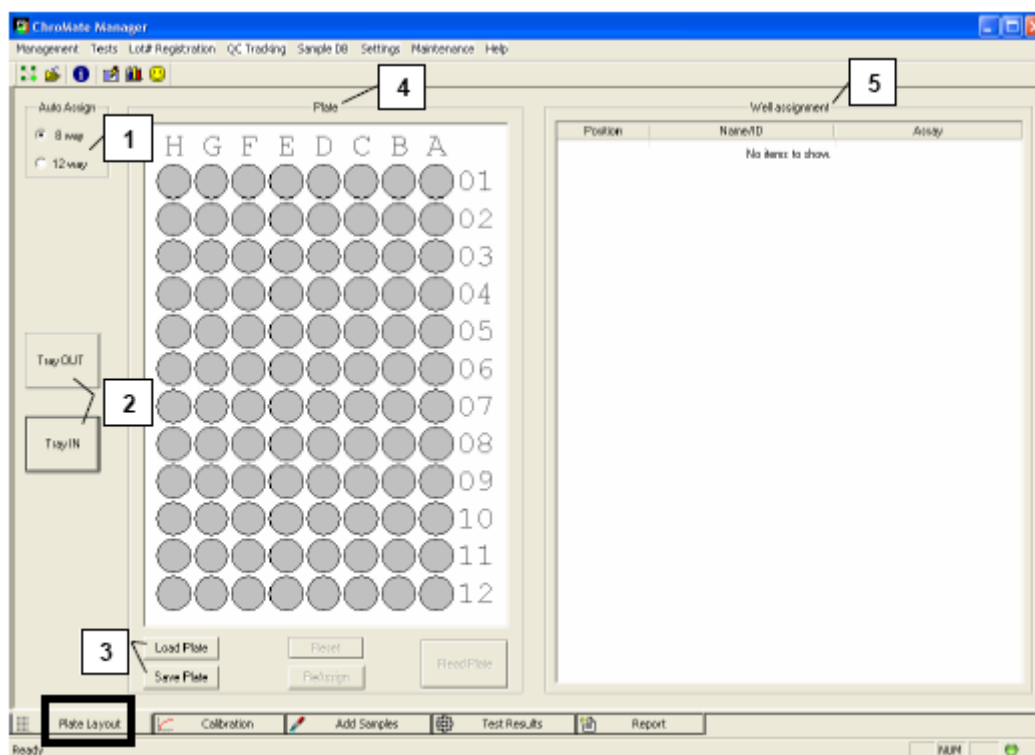 ChroMate Manager
Management Tests Lot# Registration QC Tracking Sample DB Settings Maintenance Help
4
5
Auto Assign
Plate
Well assignment
8 way
1
12 way
Position Name/ID Assay
No items to show.
H G F E D C B A
01
02
03
04
05
06
07
08
09
10
11
12
Tray OUT
2
Tray IN
3
Load Plate
Reset
Read Plate
Save Plate
ReAssign
Plate Layout Calibration Add Samples Test Results Report
Ready
NUM